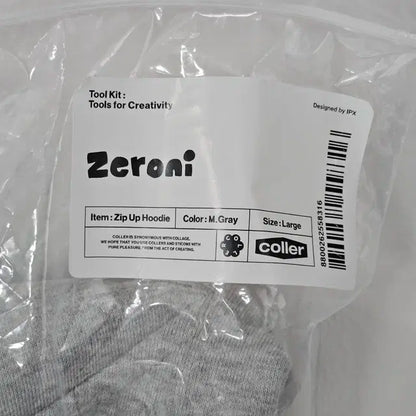 Tool Kit :
Tools for Creativity
Designed by IPX
Zeroni
Item : Zip Up Hoodie
Color : M.Gray
Size : Large
COLLER IS SYNONYMOUS WITH COLLAGE.
WE HOPE THAT YOU USE COLLERS AND STICONS WITH
PURE PLEASURE, FROM THE ACT OF CREATING.
coller
8800262558316